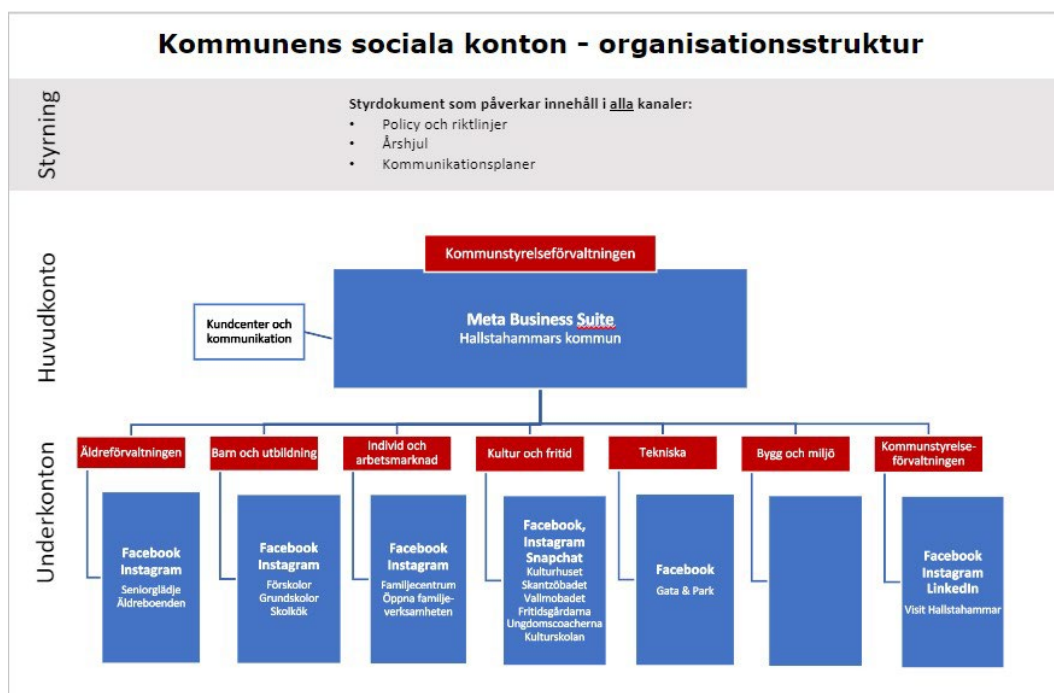 Kommunens sociala konton - organisationsstruktur
Styrning
Styrdokument som påverkar innehåll i alla kanaler:
• Policy och riktlinjer
• Årshjul
• Kommunikationsplaner
Huvudkonto
Kommunstyrelseförvaltningen
Meta Business Suite
Hallstahammars kommun
Kundcenter och
kommunikation
Underkonton
Äldreförvaltningen
Facebook
Instagram
Seniorglädje
Äldreboenden
Barn och utbildning
Facebook
Instagram
Förskolor
Grundskolor
Skolkök
Individ och
arbetsmarknad
Facebook
Instagram
Familjecentrum
Öppna familje-
verksamheten
Kultur och fritid
Facebook,
Instagram
Snapchat
Kulturhuset
Skantzöbadet
Vallmobadet
Fritidsgårdarna
Ungdomscoacherna
Kulturskolan
Tekniska
Facebook
Gata & Park
Bygg och miljö
Kommunstyrelse-
förvaltningen
Facebook
Instagram
LinkedIn
Visit Hallstahammar